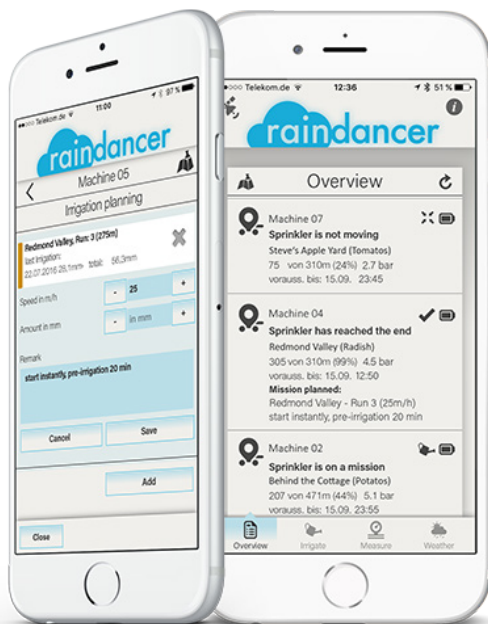 ●●○○○ Telekom.de 11:00 97 %
raindancer
Machine 05
Irrigation planning
Redmond Valley, Run: 3 (275m)
last irrigation:
22.07.2016 26.1mm total: 56.3mm
Speed in m/h - 25 +
Amount in mm - in mm +
Remark
start instantly, pre-irrigation 20 min
Cancel Save
Add
Close
●○○○○ Telekom.de 12:36 51 %
raindancer
Overview
Machine 07
Sprinkler is not moving
Steve's Apple Yard (Tomatos)
75 von 310m (24%) 2.7 bar
vorauss. bis: 15.09. 23:45
Machine 04
Sprinkler has reached the end
Redmond Valley (Radish)
305 von 310m (99%) 4.5 bar
vorauss. bis: 15.09. 12:50
Mission planned:
Redmond Valley - Run 3 (25m/h)
start instantly, pre-irrigation 20 min
Machine 02
Sprinkler is on a mission
Behind the Cottage (Potatos)
207 von 471m (44%) 5.1 bar
vorauss. bis: 15.09. 23:55
Overview Irrigate Measure Weather